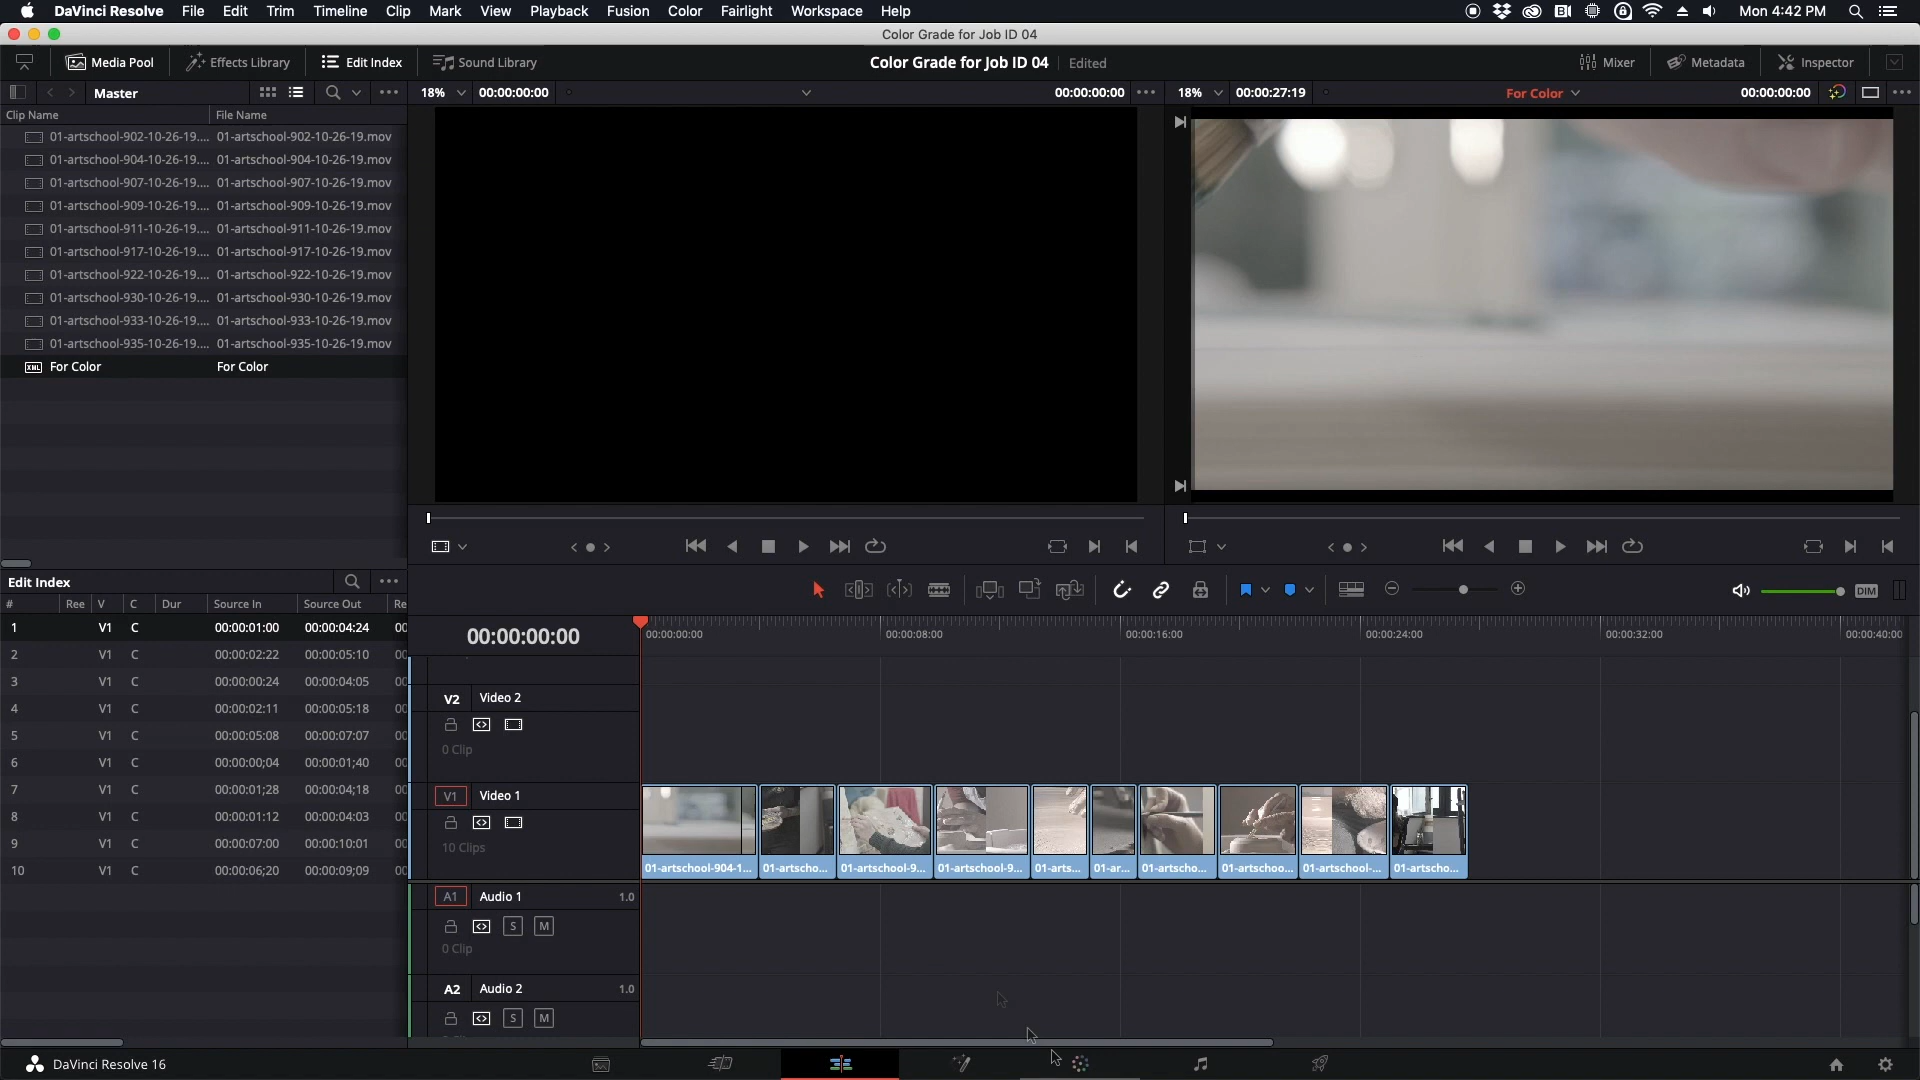 DaVinci Resolve File Edit Trim Timeline Clip Mark View Playback Fusion Color Fairlight Workspace Help Mon 4:42 PM
Color Grade for Job ID 04
Media Pool Effects Library Edit Index Sound Library Color Grade for Job ID 04 Edited Mixer Metadata Inspector
Master 18% 00:00:00:00 00:00:00:00 18% 00:00:27:19 For Color 00:00:00:00
Clip Name File Name
01-artschool-902-10-26-19.... 01-artschool-902-10-26-19.mov
01-artschool-904-10-26-19.... 01-artschool-904-10-26-19.mov
01-artschool-907-10-26-19.... 01-artschool-907-10-26-19.mov
01-artschool-909-10-26-19.... 01-artschool-909-10-26-19.mov
01-artschool-911-10-26-19.... 01-artschool-911-10-26-19.mov
01-artschool-917-10-26-19.... 01-artschool-917-10-26-19.mov
01-artschool-922-10-26-19.... 01-artschool-922-10-26-19.mov
01-artschool-930-10-26-19.... 01-artschool-930-10-26-19.mov
01-artschool-933-10-26-19.... 01-artschool-933-10-26-19.mov
01-artschool-935-10-26-19.... 01-artschool-935-10-26-19.mov
XML For Color For Color
Edit Index
# Ree V C Dur Source In Source Out Re
1 V1 C 00:00:01:00 00:00:04:24 00
2 V1 C 00:00:02:22 00:00:05:10 00
3 V1 C 00:00:00:24 00:00:04:05 00
4 V1 C 00:00:02:11 00:00:05:18 00
5 V1 C 00:00:05:08 00:00:07:07 00
6 V1 C 00:00:00;04 00:00:01;40 00
7 V1 C 00:00:01;28 00:00:04;18 00
8 V1 C 00:00:01:12 00:00:04:03 00
9 V1 C 00:00:07:00 00:00:10:01 00
10 V1 C 00:00:06;20 00:00:09;09 00
DIM
00:00:00:00 00:00:00:00 00:00:08:00 00:00:16:00 00:00:24:00 00:00:32:00 00:00:40:00
V2 Video 2
0 Clip
V1 Video 1
10 Clips
01-artschool-904-1... 01-artscho... 01-artschool-9... 01-artschool-9... 01-arts... 01-ar... 01-artscho... 01-artschoo... 01-artschool-... 01-artscho...
A1 Audio 1 1.0
S M
0 Clip
A2 Audio 2 1.0
S M
DaVinci Resolve 16